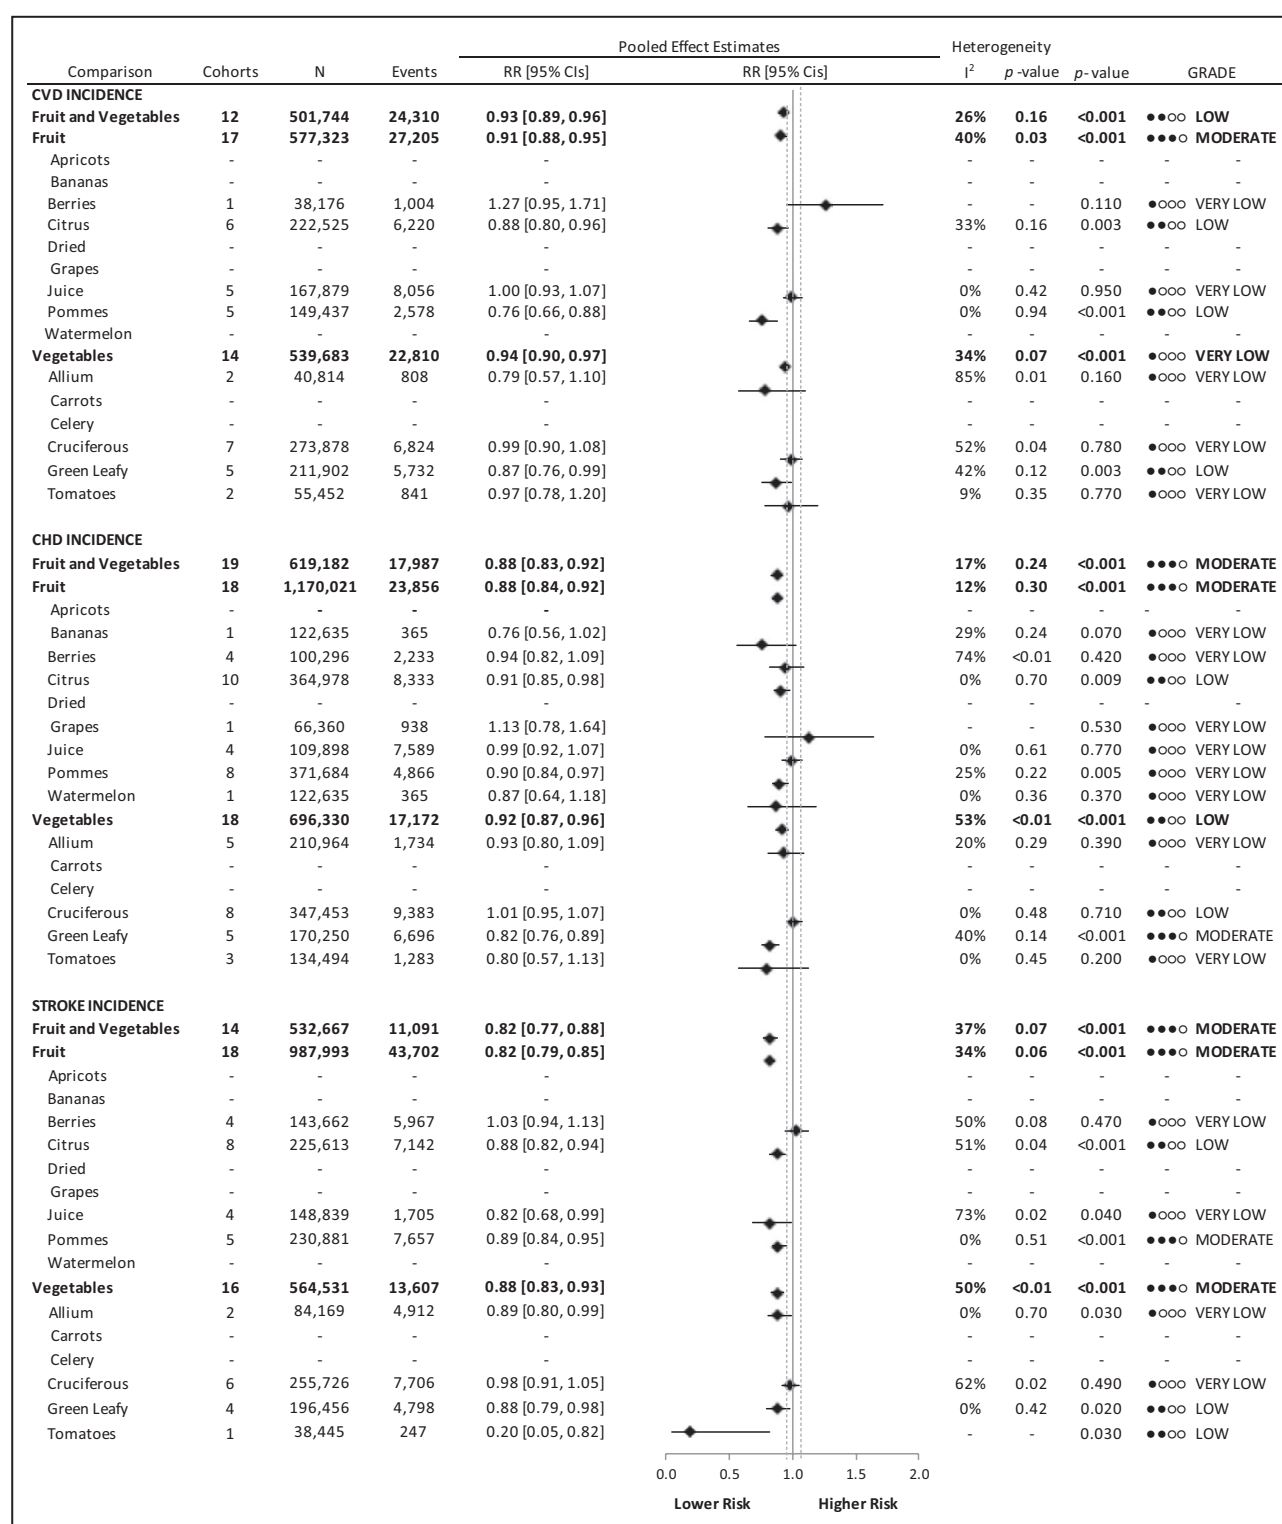 Pooled Effect Estimates Heterogeneity
Comparison Cohorts N Events RR [95% CIs] RR [95% Cis] I² p -value p- value GRADE
CVD INCIDENCE
Fruit and Vegetables 12 501,744 24,310 0.93 [0.89, 0.96] 26% 0.16 <0.001 ●●○○ LOW
Fruit 17 577,323 27,205 0.91 [0.88, 0.95] 40% 0.03 <0.001 ●●●○ MODERATE
Apricots - - - - - - - -
Bananas - - - - - - - -
Berries 1 38,176 1,004 1.27 [0.95, 1.71] - - 0.110 ●○○○ VERY LOW
Citrus 6 222,525 6,220 0.88 [0.80, 0.96] 33% 0.16 0.003 ●●○○ LOW
Dried - - - - - - - -
Grapes - - - - - - - -
Juice 5 167,879 8,056 1.00 [0.93, 1.07] 0% 0.42 0.950 ●○○○ VERY LOW
Pommes 5 149,437 2,578 0.76 [0.66, 0.88] 0% 0.94 <0.001 ●●○○ LOW
Watermelon - - - - - - - -
Vegetables 14 539,683 22,810 0.94 [0.90, 0.97] 34% 0.07 <0.001 ●○○○ VERY LOW
Allium 2 40,814 808 0.79 [0.57, 1.10] 85% 0.01 0.160 ●○○○ VERY LOW
Carrots - - - - - - - -
Celery - - - - - - - -
Cruciferous 7 273,878 6,824 0.99 [0.90, 1.08] 52% 0.04 0.780 ●○○○ VERY LOW
Green Leafy 5 211,902 5,732 0.87 [0.76, 0.99] 42% 0.12 0.003 ●●○○ LOW
Tomatoes 2 55,452 841 0.97 [0.78, 1.20] 9% 0.35 0.770 ●○○○ VERY LOW
CHD INCIDENCE
Fruit and Vegetables 19 619,182 17,987 0.88 [0.83, 0.92] 17% 0.24 <0.001 ●●●○ MODERATE
Fruit 18 1,170,021 23,856 0.88 [0.84, 0.92] 12% 0.30 <0.001 ●●●○ MODERATE
Apricots - - - - - - - - -
Bananas 1 122,635 365 0.76 [0.56, 1.02] 29% 0.24 0.070 ●○○○ VERY LOW
Berries 4 100,296 2,233 0.94 [0.82, 1.09] 74% <0.01 0.420 ●○○○ VERY LOW
Citrus 10 364,978 8,333 0.91 [0.85, 0.98] 0% 0.70 0.009 ●●○○ LOW
Dried - - - - - - - - -
Grapes 1 66,360 938 1.13 [0.78, 1.64] - - 0.530 ●○○○ VERY LOW
Juice 4 109,898 7,589 0.99 [0.92, 1.07] 0% 0.61 0.770 ●○○○ VERY LOW
Pommes 8 371,684 4,866 0.90 [0.84, 0.97] 25% 0.22 0.005 ●○○○ VERY LOW
Watermelon 1 122,635 365 0.87 [0.64, 1.18] 0% 0.36 0.370 ●○○○ VERY LOW
Vegetables 18 696,330 17,172 0.92 [0.87, 0.96] 53% <0.01 <0.001 ●●○○ LOW
Allium 5 210,964 1,734 0.93 [0.80, 1.09] 20% 0.29 0.390 ●○○○ VERY LOW
Carrots - - - - - - - -
Celery - - - - - - - -
Cruciferous 8 347,453 9,383 1.01 [0.95, 1.07] 0% 0.48 0.710 ●●○○ LOW
Green Leafy 5 170,250 6,696 0.82 [0.76, 0.89] 40% 0.14 <0.001 ●●●○ MODERATE
Tomatoes 3 134,494 1,283 0.80 [0.57, 1.13] 0% 0.45 0.200 ●○○○ VERY LOW
STROKE INCIDENCE
Fruit and Vegetables 14 532,667 11,091 0.82 [0.77, 0.88] 37% 0.07 <0.001 ●●●○ MODERATE
Fruit 18 987,993 43,702 0.82 [0.79, 0.85] 34% 0.06 <0.001 ●●●○ MODERATE
Apricots - - - - - - - -
Bananas - - - - - - - -
Berries 4 143,662 5,967 1.03 [0.94, 1.13] 50% 0.08 0.470 ●○○○ VERY LOW
Citrus 8 225,613 7,142 0.88 [0.82, 0.94] 51% 0.04 <0.001 ●●○○ LOW
Dried - - - - - - - -
Grapes - - - - - - - -
Juice 4 148,839 1,705 0.82 [0.68, 0.99] 73% 0.02 0.040 ●○○○ VERY LOW
Pommes 5 230,881 7,657 0.89 [0.84, 0.95] 0% 0.51 <0.001 ●●●○ MODERATE
Watermelon - - - - - - - -
Vegetables 16 564,531 13,607 0.88 [0.83, 0.93] 50% <0.01 <0.001 ●●●○ MODERATE
Allium 2 84,169 4,912 0.89 [0.80, 0.99] 0% 0.70 0.030 ●○○○ VERY LOW
Carrots - - - - - - - -
Celery - - - - - - - -
Cruciferous 6 255,726 7,706 0.98 [0.91, 1.05] 62% 0.02 0.490 ●○○○ VERY LOW
Green Leafy 4 196,456 4,798 0.88 [0.79, 0.98] 0% 0.42 0.020 ●●○○ LOW
Tomatoes 1 38,445 247 0.20 [0.05, 0.82] - - 0.030 ●●○○ LOW
0.0 0.5 1.0 1.5 2.0
Lower Risk Higher Risk